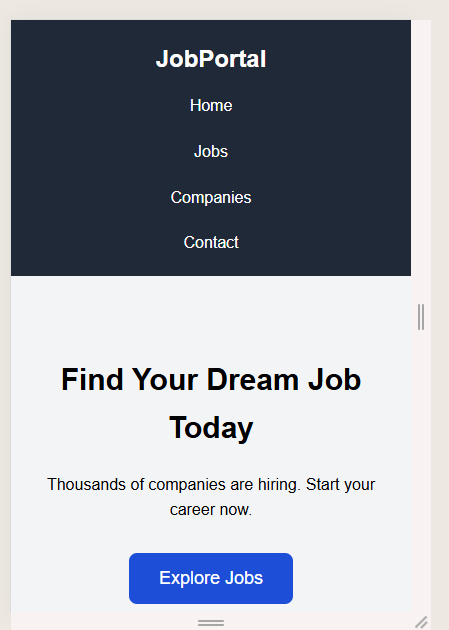 JobPortal
Home
Jobs
Companies
Contact
Find Your Dream Job
Today
Thousands of companies are hiring. Start your
career now.
Explore Jobs